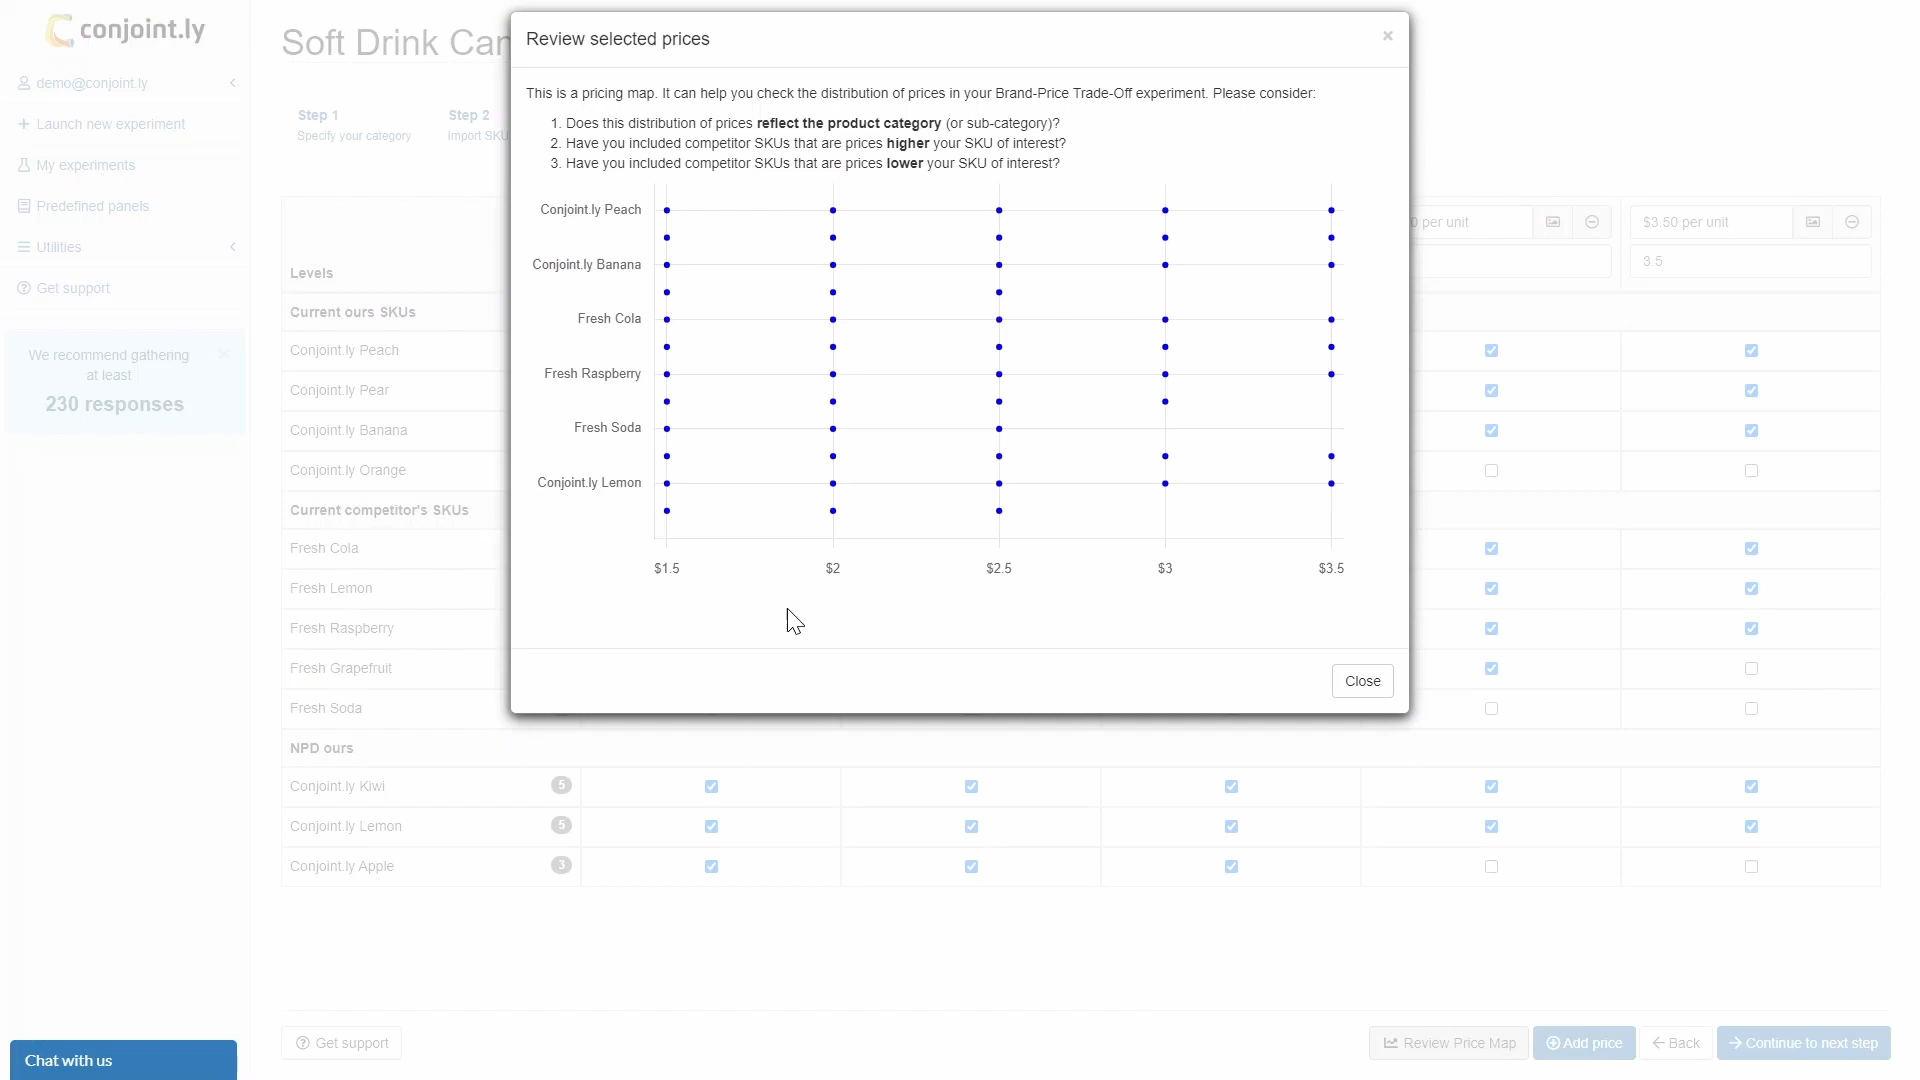 conjoint.ly
demo@conjoint.ly
Launch new experiment
My experiments
Predefined panels
Utilities
Get support
We recommend gathering
at least
230 responses
Chat with us
Soft Drink Can
Step 1
Specify your category
Step 2
Import SKU
Review selected prices
×
This is a pricing map. It can help you check the distribution of prices in your Brand-Price Trade-Off experiment. Please consider:
1. Does this distribution of prices reflect the product category (or sub-category)?
2. Have you included competitor SKUs that are prices higher your SKU of interest?
3. Have you included competitor SKUs that are prices lower your SKU of interest?
Conjoint.ly Peach
Conjoint.ly Banana
Fresh Cola
Fresh Raspberry
Fresh Soda
Conjoint.ly Lemon
$1.5 $2 $2.5 $3 $3.5
Close
0 per unit
$3.50 per unit
3.5
Levels
Current ours SKUs
Conjoint.ly Peach
Conjoint.ly Pear
Conjoint.ly Banana
Conjoint.ly Orange
Current competitor's SKUs
Fresh Cola
Fresh Lemon
Fresh Raspberry
Fresh Grapefruit
Fresh Soda
NPD ours
Conjoint.ly Kiwi 5
Conjoint.ly Lemon 5
Conjoint.ly Apple 3
Get support
Review Price Map
Add price
Back
Continue to next step